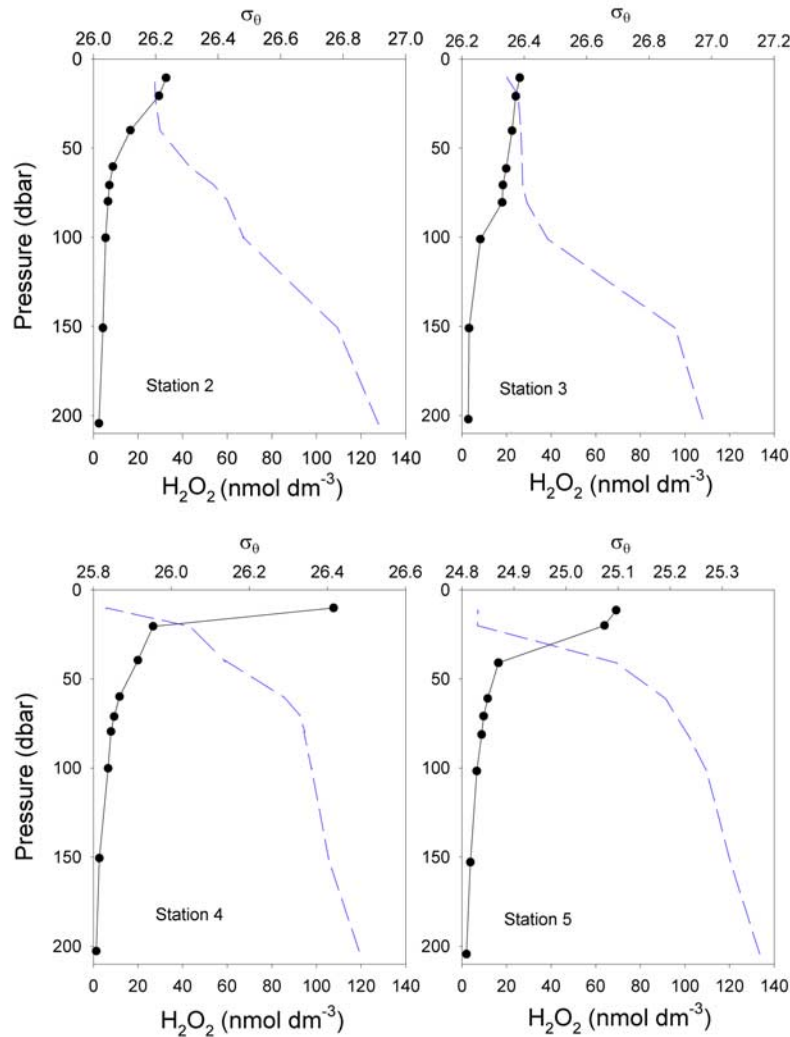 σθ
σθ
26.0 26.2 26.4 26.6 26.8 27.0
26.2 26.4 26.6 26.8 27.0 27.2
0
50
100
150
200
Pressure (dbar)
0
50
100
150
200
Station 2
Station 3
0 20 40 60 80 100 120 140
0 20 40 60 80 100 120 140
H₂O₂ (nmol dm⁻³)
H₂O₂ (nmol dm⁻³)
σθ
σθ
25.8 26.0 26.2 26.4 26.6
24.8 24.9 25.0 25.1 25.2 25.3
0
50
100
150
200
Pressure (dbar)
0
50
100
150
200
Station 4
Station 5
0 20 40 60 80 100 120 140
0 20 40 60 80 100 120 140
H₂O₂ (nmol dm⁻³)
H₂O₂ (nmol dm⁻³)